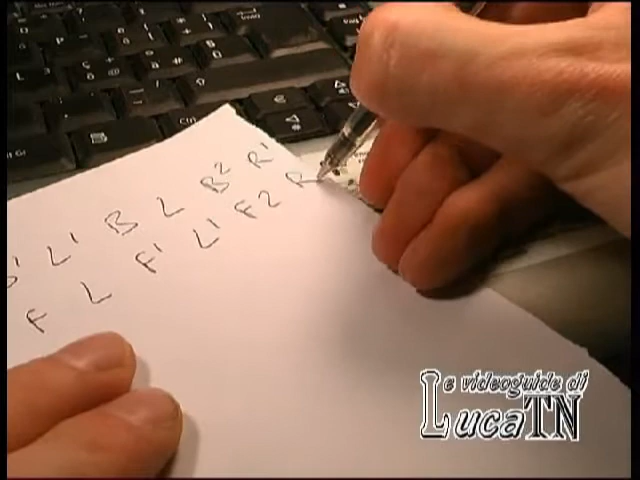 L' B L B2 R'
F L F' L' F2 R
Le videoguide di
LucaTN